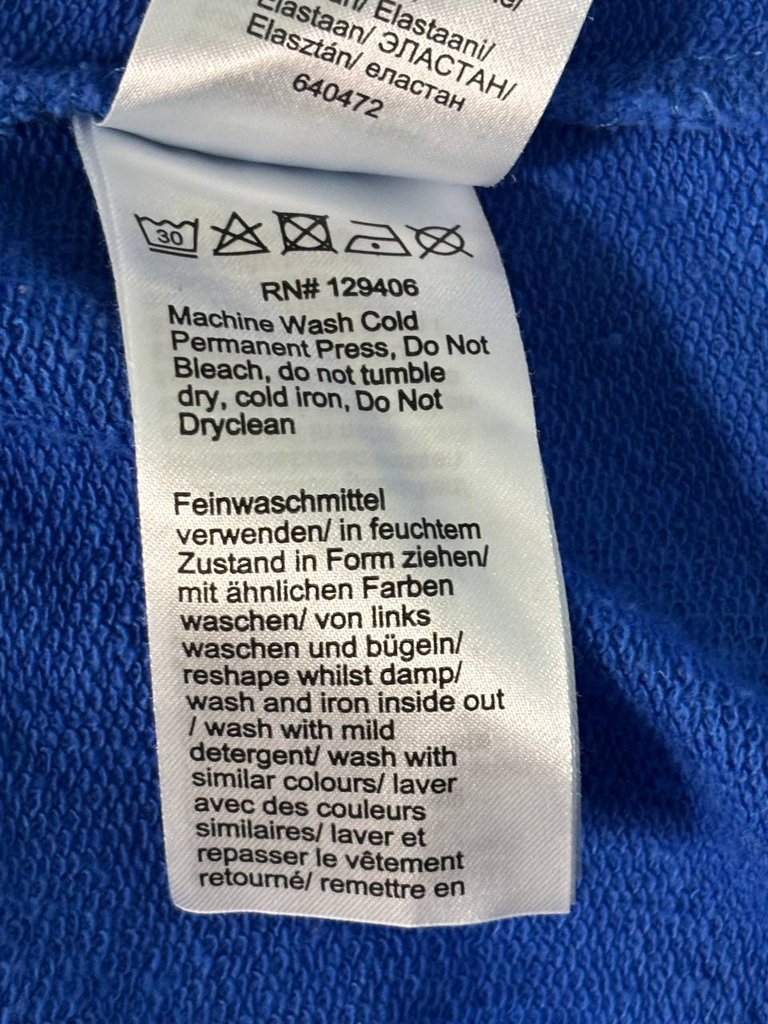 Elastaani/
Elastaan/ ЭЛАСТАН/
Elasztán/ еластан
640472
30
RN# 129406
Machine Wash Cold
Permanent Press, Do Not
Bleach, do not tumble
dry, cold iron, Do Not
Dryclean
Feinwaschmittel
verwenden/ in feuchtem
Zustand in Form ziehen/
mit ähnlichen Farben
waschen/ von links
waschen und bügeln/
reshape whilst damp/
wash and iron inside out
/ wash with mild
detergent/ wash with
similar colours/ laver
avec des couleurs
similaires/ laver et
repasser le vêtement
retourné/ remettre en